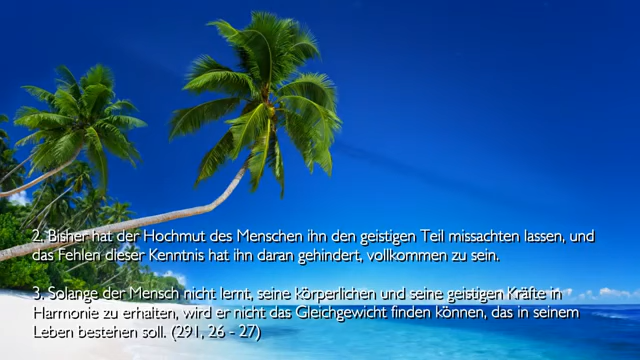 2. Bisher hat der Hochmut des Menschen ihn den geistigen Teil missachten lassen, und
das Fehlen dieser Kenntnis hat ihn daran gehindert, vollkommen zu sein.
3. Solange der Mensch nicht lernt, seine körperlichen und seine geistigen Kräfte in
Harmonie zu erhalten, wird er nicht das Gleichgewicht finden können, das in seinem
Leben bestehen soll. (291, 26 - 27)